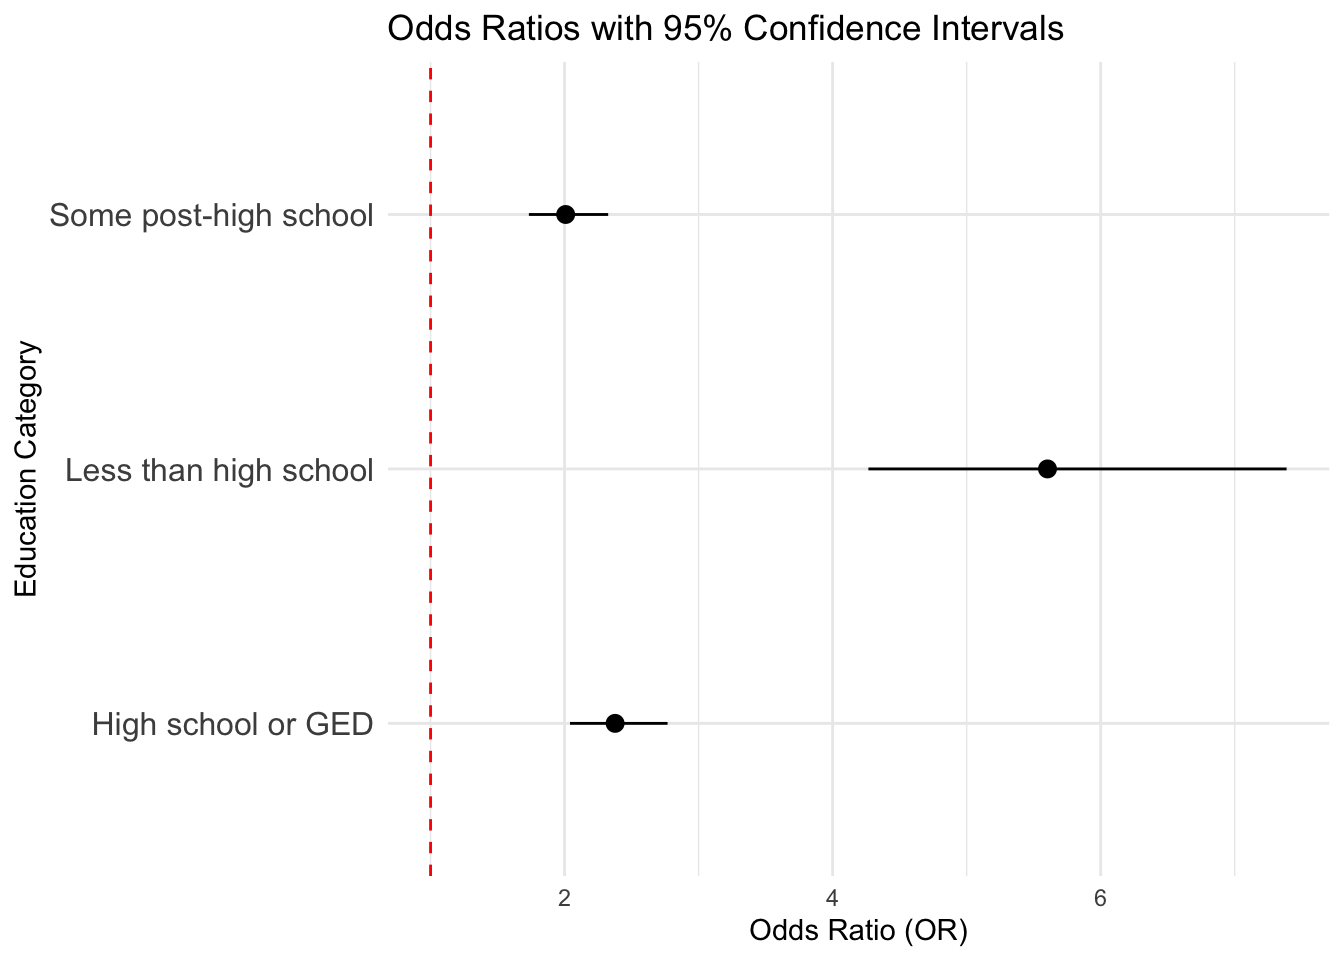 Odds Ratios with 95% Confidence Intervals
Education Category
Some post-high school
Less than high school
High school or GED
2 4 6
Odds Ratio (OR)